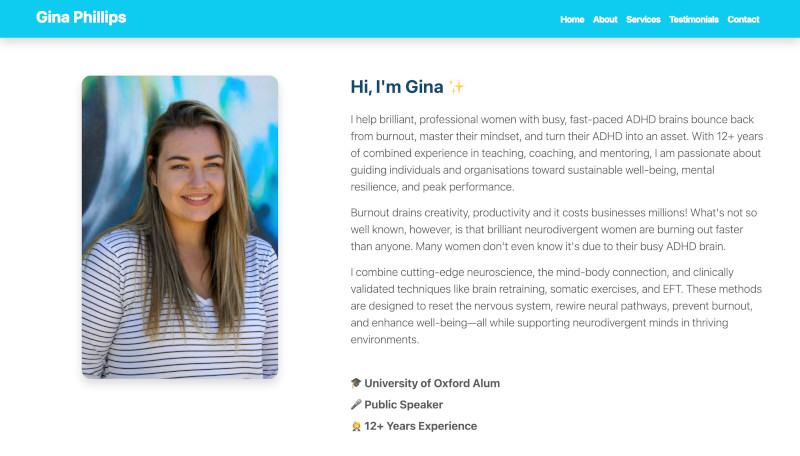 Gina Phillips
Home About Services Testimonials Contact
Hi, I'm Gina ✨
I help brilliant, professional women with busy, fast-paced ADHD brains bounce back
from burnout, master their mindset, and turn their ADHD into an asset. With 12+ years
of combined experience in teaching, coaching, and mentoring, I am passionate about
guiding individuals and organisations toward sustainable well-being, mental
resilience, and peak performance.
Burnout drains creativity, productivity and it costs businesses millions! What's not so
well known, however, is that brilliant neurodivergent women are burning out faster
than anyone. Many women don't even know it's due to their busy ADHD brain.
I combine cutting-edge neuroscience, the mind-body connection, and clinically
validated techniques like brain retraining, somatic exercises, and EFT. These methods
are designed to reset the nervous system, rewire neural pathways, prevent burnout,
and enhance well-being—all while supporting neurodivergent minds in thriving
environments.
🎓 University of Oxford Alum
🎤 Public Speaker
👩‍🎓 12+ Years Experience